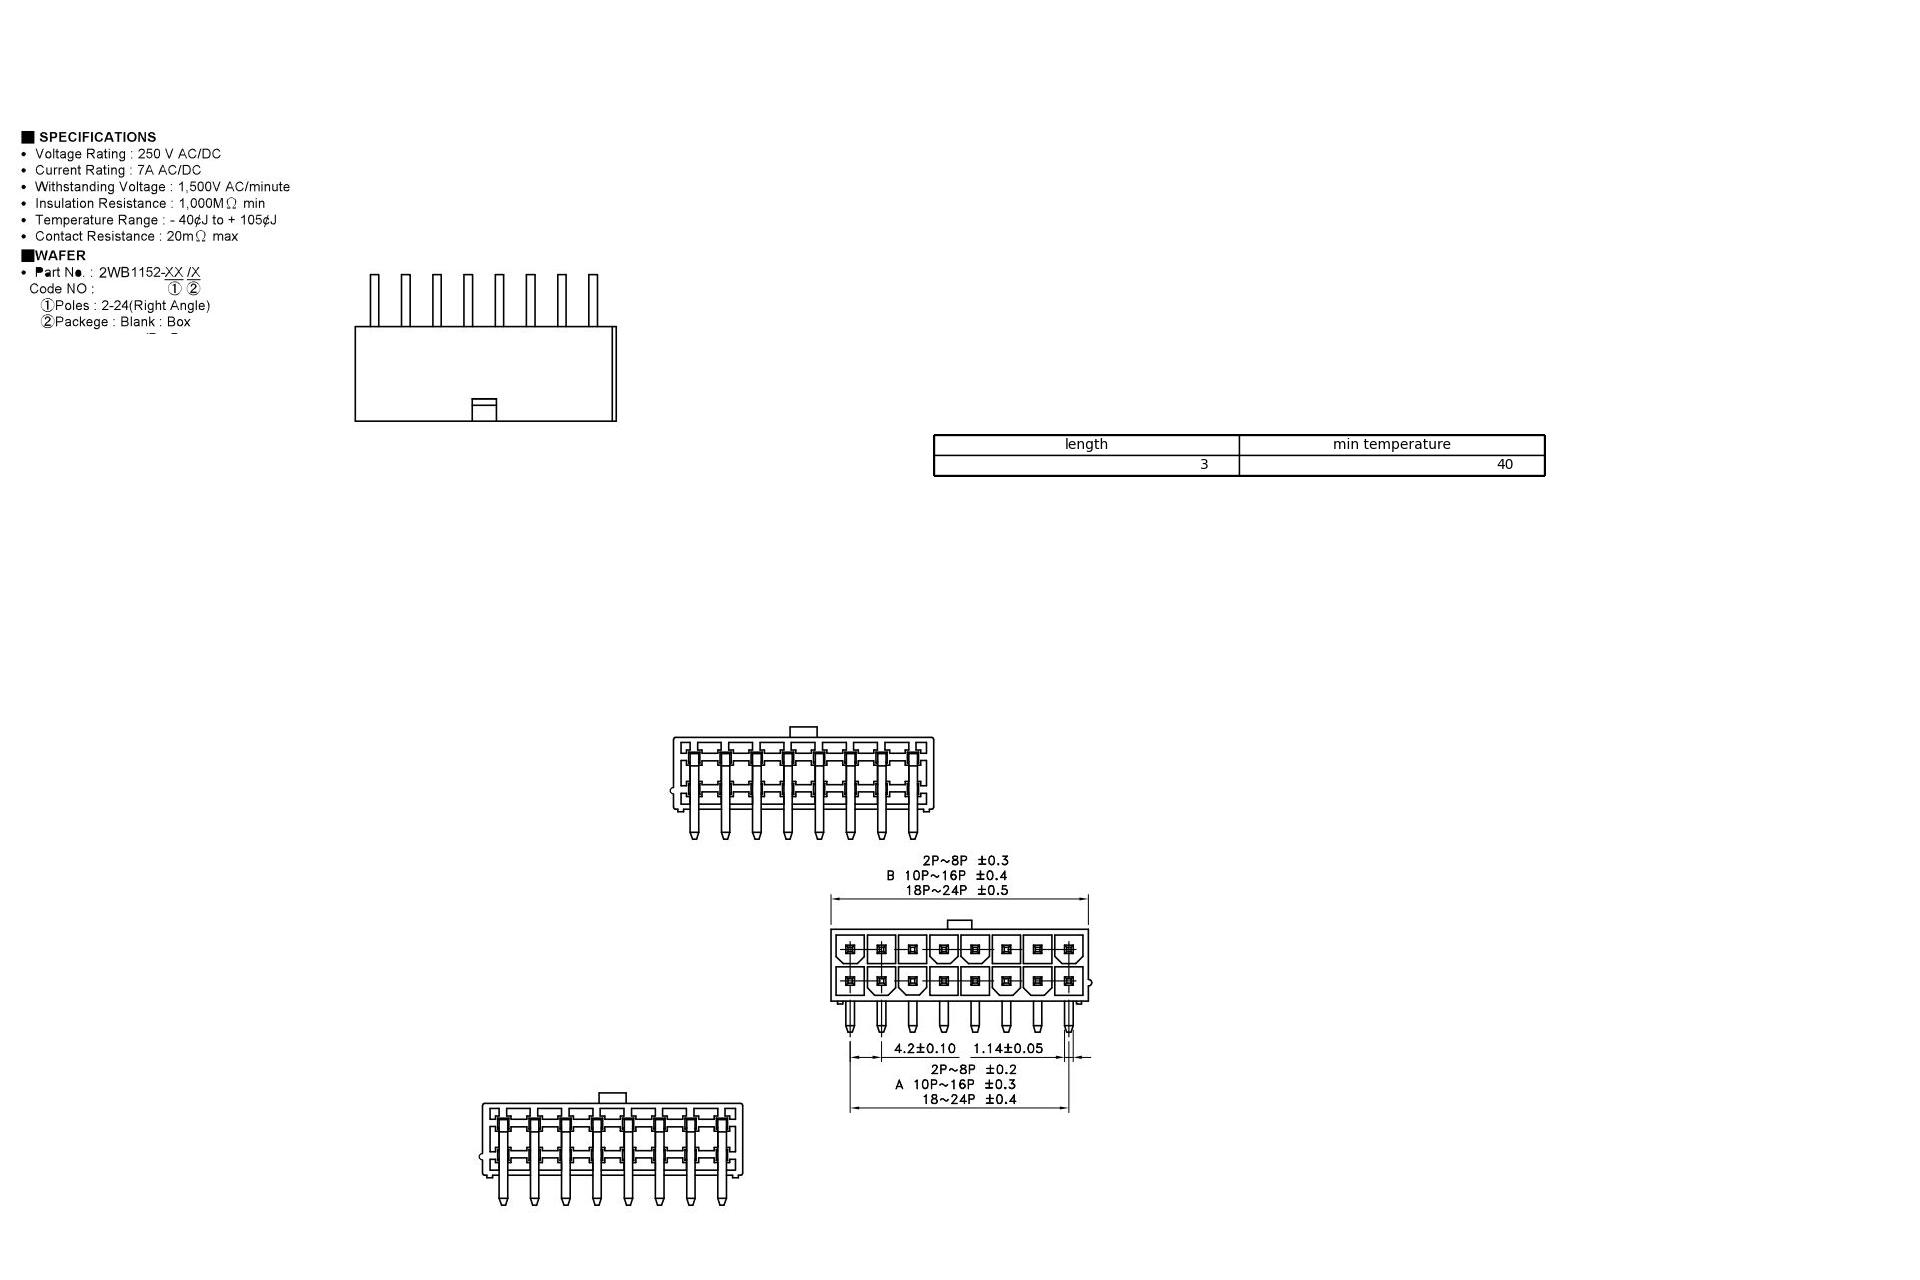 ■ SPECIFICATIONS
• Voltage Rating : 250 V AC/DC
• Current Rating : 7A AC/DC
• Withstanding Voltage : 1,500V AC/minute
• Insulation Resistance : 1,000MΩ min
• Temperature Range : - 40¢J to + 105¢J
• Contact Resistance : 20mΩ max
■WAFER
• Part No. : 2WB1152-XX /X
Code NO : ① ②
①Poles : 2-24(Right Angle)
②Packege : Blank : Box
length min temperature
3 40
2P~8P ±0.3
B 10P~16P ±0.4
18P~24P ±0.5
4.2±0.10 1.14±0.05
2P~8P ±0.2
A 10P~16P ±0.3
18~24P ±0.4